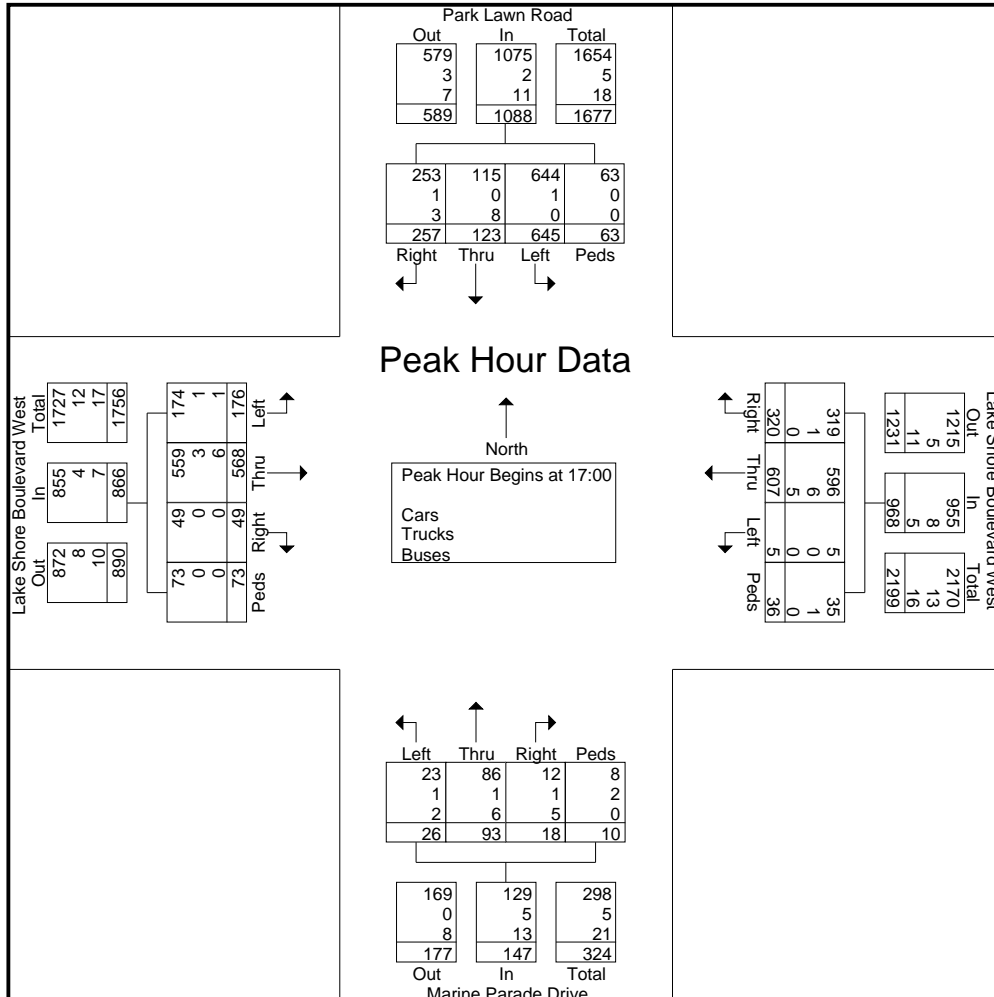 Park Lawn Road
Out In Total
579 1075 1654
3 2 5
7 11 18
589 1088 1677
253 115 644 63
1 0 1 0
3 8 0 0
257 123 645 63
Right Thru Left Peds
Peak Hour Data
North
Peak Hour Begins at 17:00
Cars
Trucks
Buses
Lake Shore Boulevard West
Out In Total
872 855 1727
8 4 12
10 7 17
890 866 1756
73 49 559 174
0 0 3 1
0 0 6 1
73 49 568 176
Peds Right Thru Left
Lake Shore Boulevard West
Out In Total
1215 955 2170
5 8 13
11 5 16
1231 968 2199
319 596 5 35
1 6 0 1
0 5 0 0
320 607 5 36
Right Thru Left Peds
Left Thru Right Peds
23 86 12 8
1 1 1 2
2 6 5 0
26 93 18 10
169 129 298
0 5 5
8 13 21
177 147 324
Out In Total
Marine Parade Drive